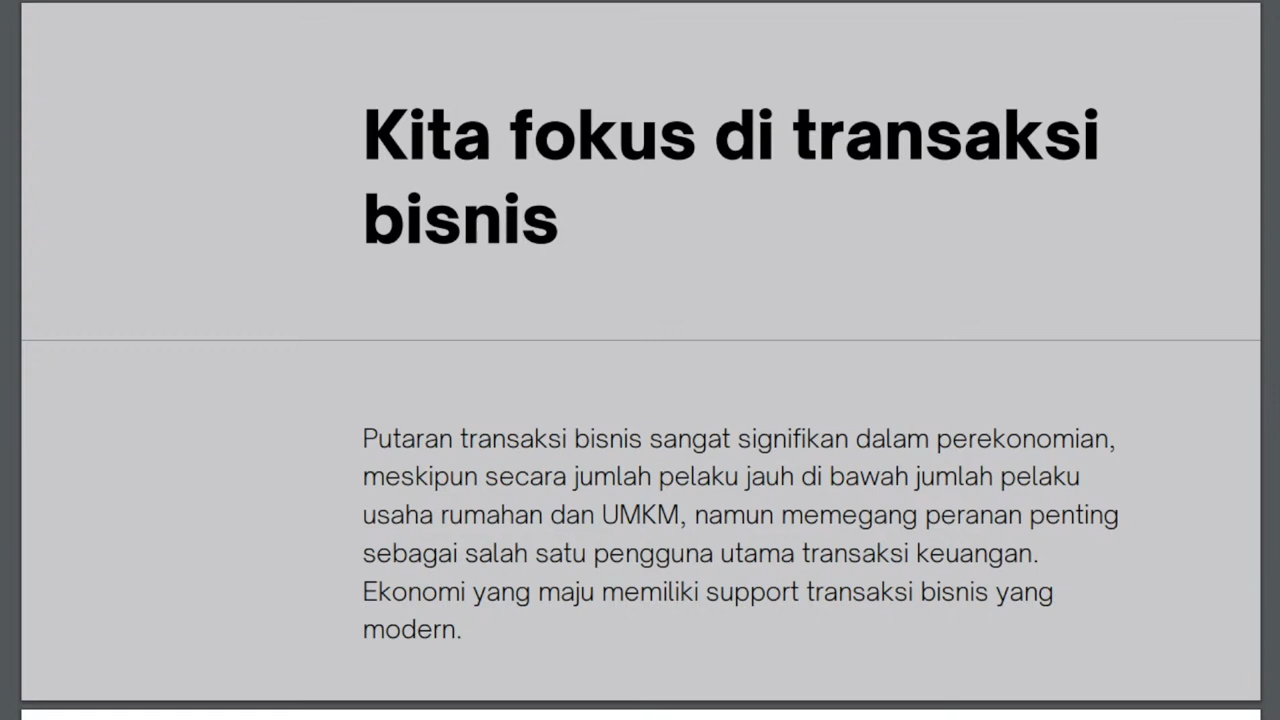 Kita fokus di transaksi
bisnis
Putaran transaksi bisnis sangat signifikan dalam perekonomian,
meskipun secara jumlah pelaku jauh di bawah jumlah pelaku
usaha rumahan dan UMKM, namun memegang peranan penting
sebagai salah satu pengguna utama transaksi keuangan.
Ekonomi yang maju memiliki support transaksi bisnis yang
modern.